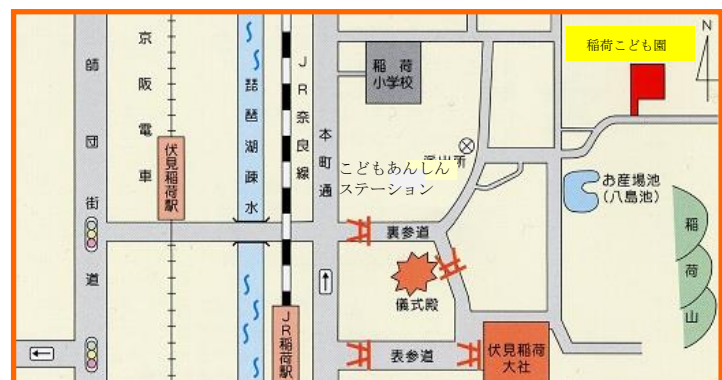 師団街道
京阪電車
伏見稲荷駅
琵琶湖疎水
JR奈良線
JR稲荷駅
本町通
稲荷
小学校
こどもあんしん
ステーション
裏参道
儀式殿
表参道
伏見稲荷
大社
稲荷こども園
N
お産場池
(八島池)
稲荷山